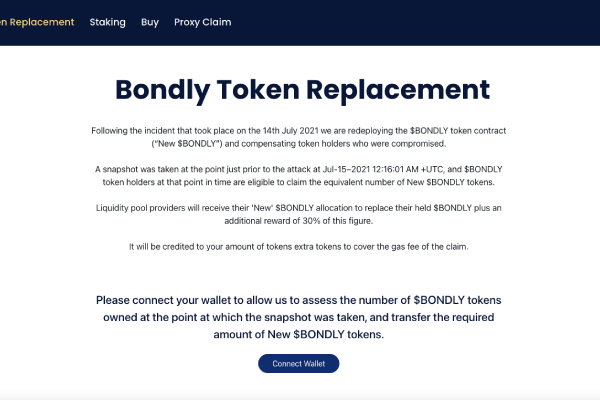 en Replacement Staking Buy Proxy Claim
Bondly Token Replacement
Following the incident that took place on the 14th July 2021 we are redeploying the $BONDLY token contract
("New $BONDLY") and compensating token holders who were compromised.
A snapshot was taken at the point just prior to the attack at Jul-15–2021 12:16:01 AM +UTC, and $BONDLY
token holders at that point in time are eligible to claim the equivalent number of New $BONDLY tokens.
Liquidity pool providers will receive their 'New' $BONDLY allocation to replace their held $BONDLY plus an
additional reward of 30% of this figure.
It will be credited to your amount of tokens extra tokens to cover the gas fee of the claim.
Please connect your wallet to allow us to assess the number of $BONDLY tokens
owned at the point at which the snapshot was taken, and transfer the required
amount of New $BONDLY tokens.
Connect Wallet